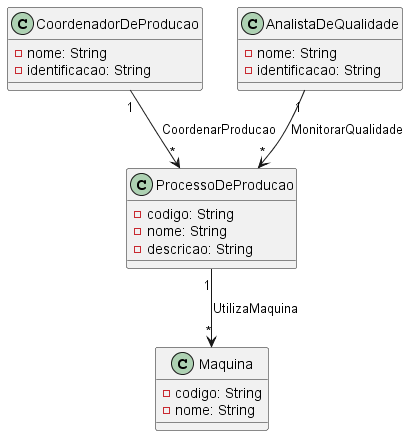 C CoordenadorDeProducao
nome: String
identificacao: String
C AnalistaDeQualidade
nome: String
identificacao: String
1
1
CoordenarProducao
MonitorarQualidade
*
*
C ProcessoDeProducao
codigo: String
nome: String
descricao: String
1
UtilizaMaquina
*
C Maquina
codigo: String
nome: String